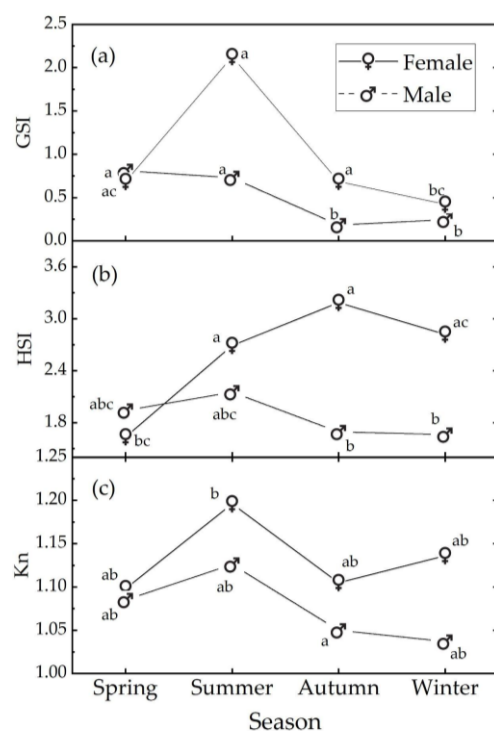 2.5
(a)
a
♀ Female
2.0
♂ Male
1.5
GSI
1.0
a
a
a
0.5
ac
b
bc
b
0.0
3.6
(b)
a
3.0
a
ac
HSI
2.4
abc
abc
b
1.8
bc
b
1.25
1.20
(c)
b
1.15
ab
ab
Kn
ab
1.10
ab
ab
1.05
a
ab
1.00
Spring Summer Autumn Winter
Season